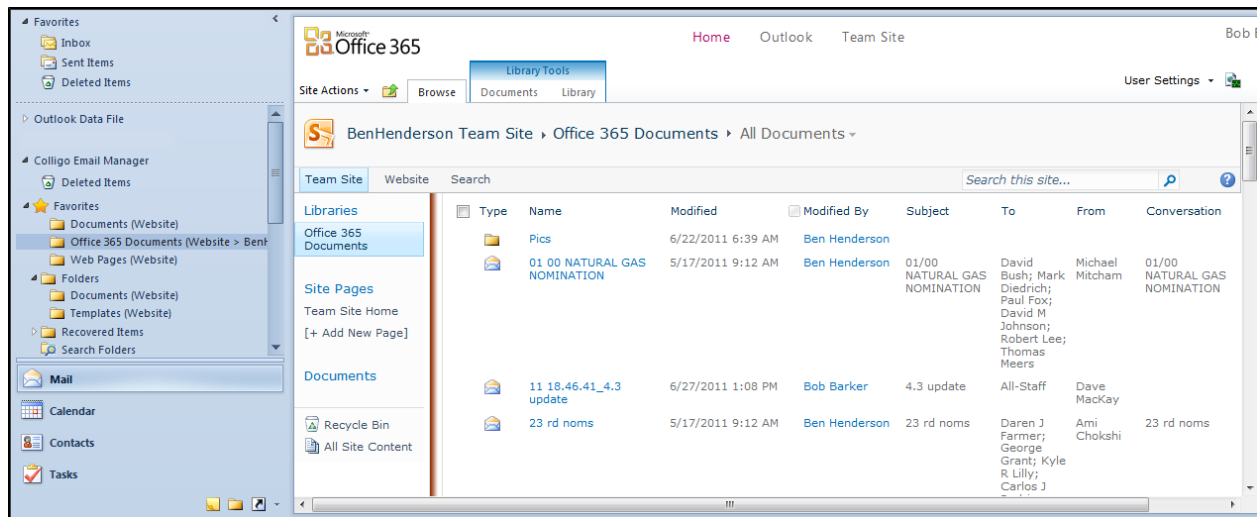 Favorites
Inbox
Sent Items
Deleted Items
Outlook Data File
Colligo Email Manager
Deleted Items
Favorites
Documents (Website)
Office 365 Documents (Website > Ben
Web Pages (Website)
Folders
Documents (Website)
Templates (Website)
Recovered Items
Search Folders
Mail
Calendar
Contacts
Tasks
Microsoft
Office 365
Home Outlook Team Site
Bob
Library Tools
Site Actions Browse Documents Library
User Settings
BenHenderson Team Site Office 365 Documents All Documents
Team Site Website Search
Search this site...
Libraries
Office 365
Documents
Site Pages
Team Site Home
[+ Add New Page]
Documents
Recycle Bin
All Site Content
Type Name Modified Modified By Subject To From Conversation
Pics 6/22/2011 6:39 AM Ben Henderson
01 00 NATURAL GAS 5/17/2011 9:12 AM Ben Henderson 01/00 David Michael 01/00
NOMINATION NATURAL GAS Bush; Mark Mitcham NATURAL GAS
NOMINATION Diedrich; NOMINATION
Paul Fox;
David M
Johnson;
Robert Lee;
Thomas
Meers
11 18.46.41_4.3 6/27/2011 1:08 PM Bob Barker 4.3 update All-Staff Dave
update MacKay
23 rd noms 5/17/2011 9:12 AM Ben Henderson 23 rd noms Daren J Ami 23 rd noms
Farmer; Chokshi
George
Grant; Kyle
R Lilly;
Carlos J